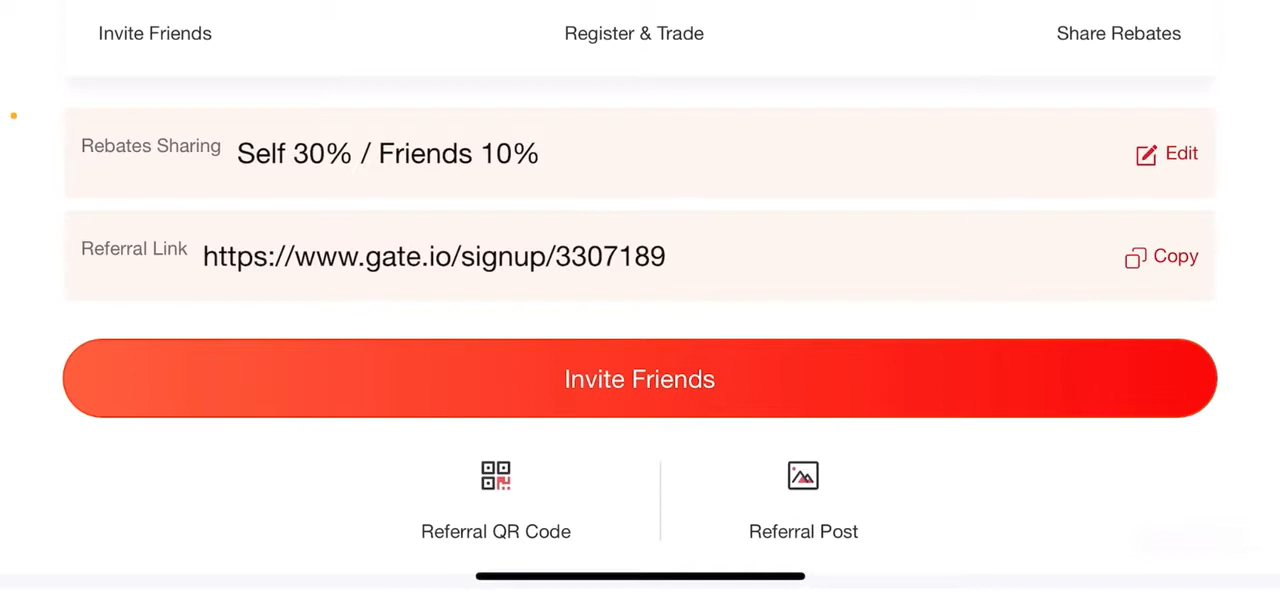 Invite Friends
Register & Trade
Share Rebates
Rebates Sharing Self 30% / Friends 10% Edit
Referral Link https://www.gate.io/signup/3307189 Copy
Invite Friends
Referral QR Code
Referral Post